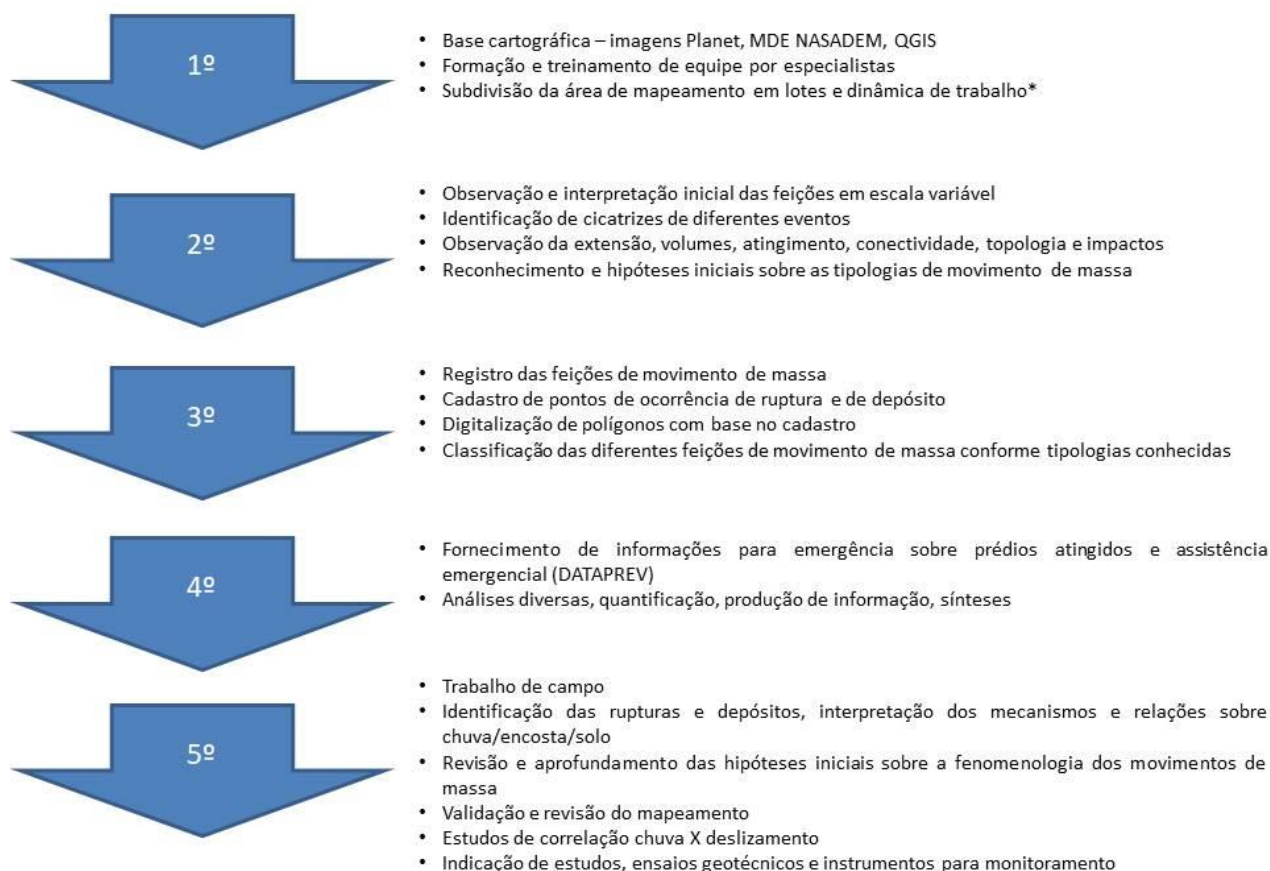 1º
• Base cartográfica – imagens Planet, MDE NASADEM, QGIS
• Formação e treinamento de equipe por especialistas
• Subdivisão da área de mapeamento em lotes e dinâmica de trabalho*
2º
• Observação e interpretação inicial das feições em escala variável
• Identificação de cicatrizes de diferentes eventos
• Observação da extensão, volumes, atingimento, conectividade, topologia e impactos
• Reconhecimento e hipóteses iniciais sobre as tipologias de movimento de massa
3º
• Registro das feições de movimento de massa
• Cadastro de pontos de ocorrência de ruptura e de depósito
• Digitalização de polígonos com base no cadastro
• Classificação das diferentes feições de movimento de massa conforme tipologias conhecidas
4º
• Fornecimento de informações para emergência sobre prédios atingidos e assistência
emergencial (DATAPREV)
• Análises diversas, quantificação, produção de informação, sínteses
5º
• Trabalho de campo
• Identificação das rupturas e depósitos, interpretação dos mecanismos e relações sobre
chuva/encosta/solo
• Revisão e aprofundamento das hipóteses iniciais sobre a fenomenologia dos movimentos de
massa
• Validação e revisão do mapeamento
• Estudos de correlação chuva X deslizamento
• Indicação de estudos, ensaios geotécnicos e instrumentos para monitoramento